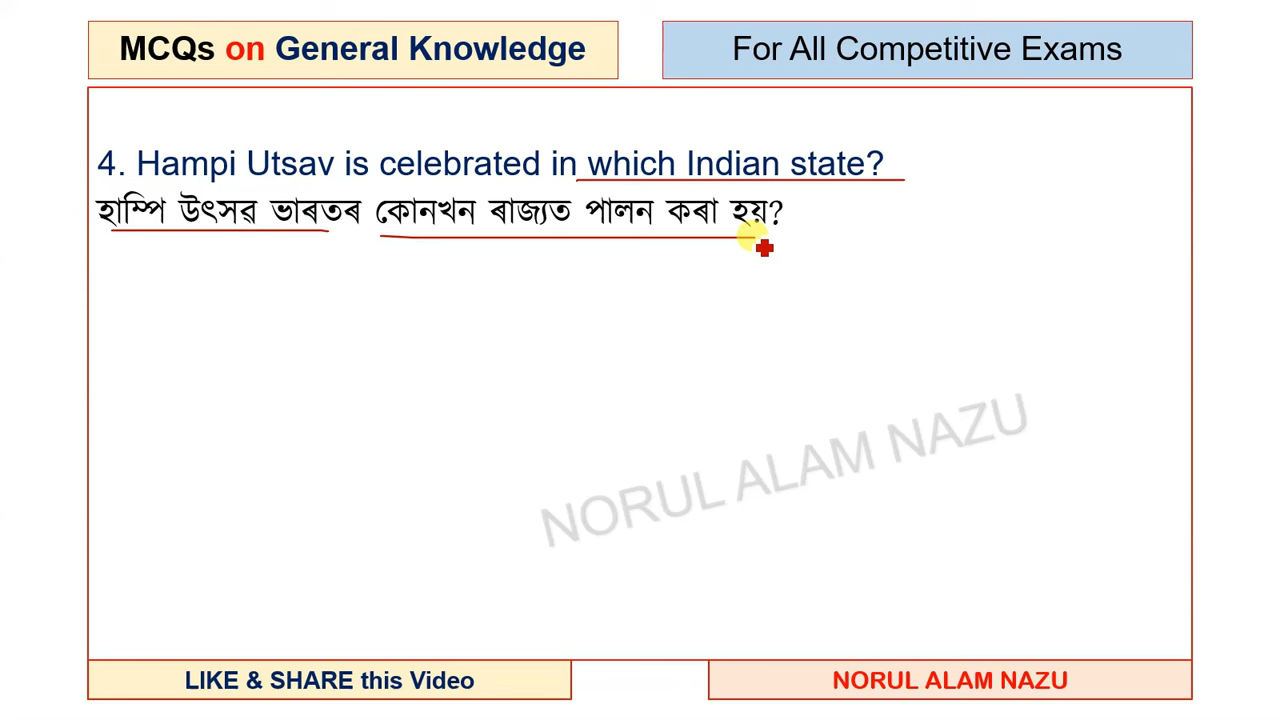 MCQs on General Knowledge
For All Competitive Exams
4. Hampi Utsav is celebrated in which Indian state?
হাম্পি উৎসৱ ভাৰতৰ কোনখন ৰাজ্যত পালন কৰা হয়?
NORUL ALAM NAZU
LIKE & SHARE this Video
NORUL ALAM NAZU